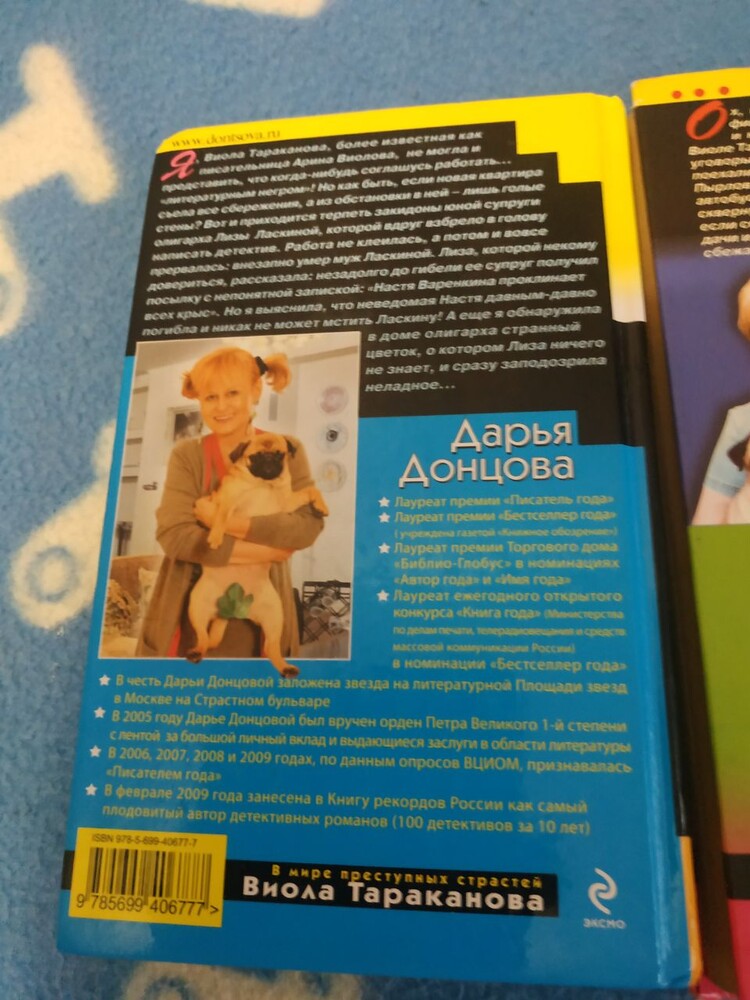 www.dontsova.ru
Я, Виола Тараканова, более известная как
писательница Арина Виолова, не могла и
представить, что когда-нибудь соглашусь работать...
«литературным негром»! Но как быть, если новая квартира
съела все сбережения, а из обстановки в ней – лишь голые
стены? Вот и приходится терпеть закидоны юной супруги
олигарха Лизы Ласкиной, которой вдруг взбрело в голову
написать детектив. Работа не клеилась, а потом и вовсе
прервалась: внезапно умер муж Ласкиной. Лиза, которой некому
довериться, рассказала: незадолго до гибели ее супруг получил
посылку с непонятной запиской: «Настя Варенкина проклинает
всех крыс». Но я выяснила, что неведомая Настя давным-давно
погибла и никак не может мстить Ласкину! А еще я обнаружила
в доме олигарха странный
цветок, о котором Лиза ничего
не знает, и сразу заподозрила
неладное...
Дарья
Донцова
Лауреат премии «Писатель года»
Лауреат премии «Бестселлер года»
(учреждена газетой «Книжное обозрение»)
Лауреат премии Торгового дома
«Библио-Глобус» в номинациях
«Автор года» и «Имя года»
Лауреат ежегодного открытого
конкурса «Книга года» (Министерства
по делам печати, телерадиовещания и средств
массовой коммуникации России)
в номинации «Бестселлер года»
В честь Дарьи Донцовой заложена звезда на литературной Площади звезд
в Москве на Страстном бульваре
В 2005 году Дарье Донцовой был вручен орден Петра Великого 1-й степени
с лентой за большой личный вклад и выдающиеся заслуги в области литературы
В 2006, 2007, 2008 и 2009 годах, по данным опросов ВЦИОМ, признавалась
«Писателем года»
В феврале 2009 года занесена в Книгу рекордов России как самый
плодовитый автор детективных романов (100 детективов за 10 лет)
ISBN 978-5-699-40677-7
9 785699 406777 >
В мире преступных страстей
Виола Тараканова
ЭКСМО
Ох,
и н
Виоле Та
уговоры
поехали
Пырло
автобу
сквер
если с
дачи и
сбежа